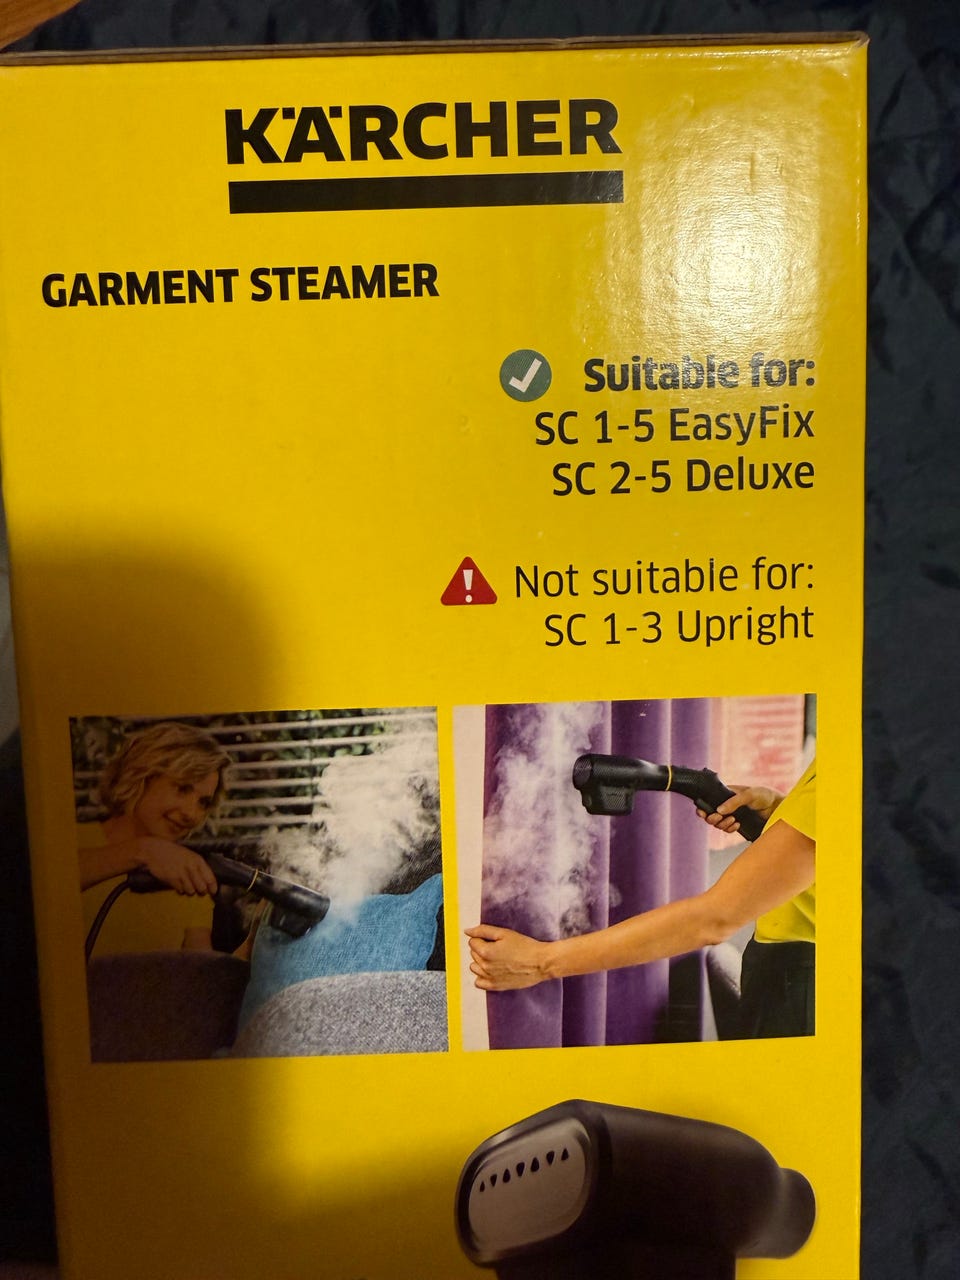 KÄRCHER
GARMENT STEAMER
Suitable for:
SC 1-5 EasyFix
SC 2-5 Deluxe
Not suitable for:
SC 1-3 Upright